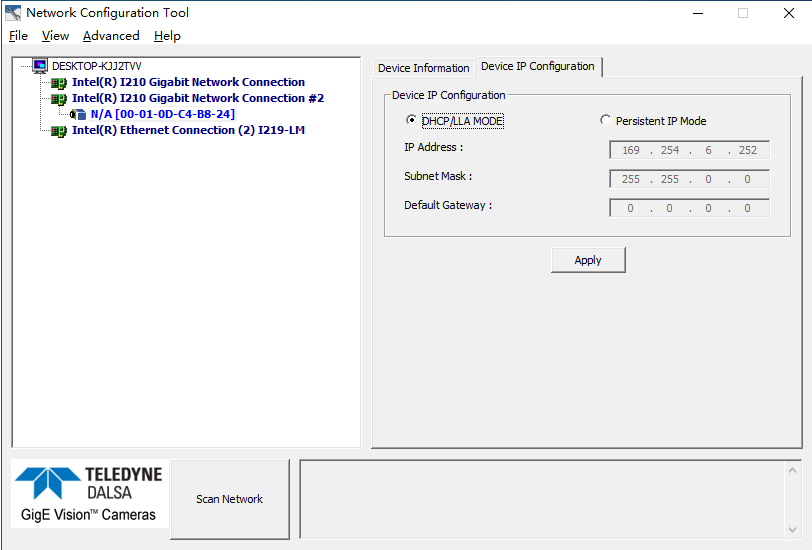 Network Configuration Tool
File View Advanced Help
DESKTOP-KJJ2TVV
Intel(R) I210 Gigabit Network Connection
Intel(R) I210 Gigabit Network Connection #2
N/A [00-01-0D-C4-B8-24]
Intel(R) Ethernet Connection (2) I219-LM
Device Information Device IP Configuration
Device IP Configuration
DHCP/LLA MODE Persistent IP Mode
IP Address : 169 . 254 . 6 . 252
Subnet Mask : 255 . 255 . 0 . 0
Default Gateway : 0 . 0 . 0 . 0
Apply
TELEDYNE
DALSA
GigE Vision™ Cameras
Scan Network